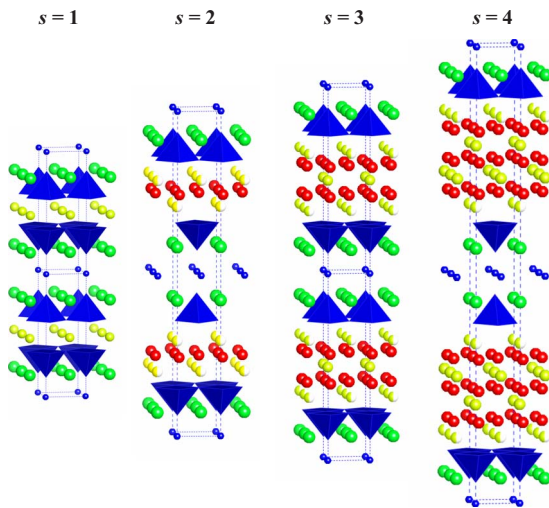 s = 1 s = 2 s = 3 s = 4